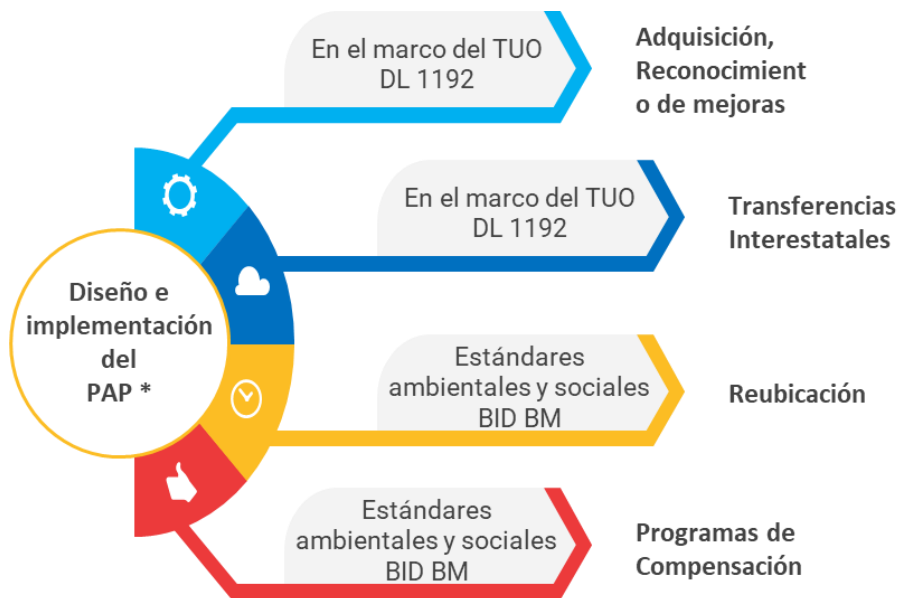 Diseño e
implementación
del
PAP *
En el marco del TUO
DL 1192
Adquisición,
Reconocimient
o de mejoras
En el marco del TUO
DL 1192
Transferencias
Interestatales
Estándares
ambientales y sociales
BID BM
Reubicación
Estándares
ambientales y sociales
BID BM
Programas de
Compensación